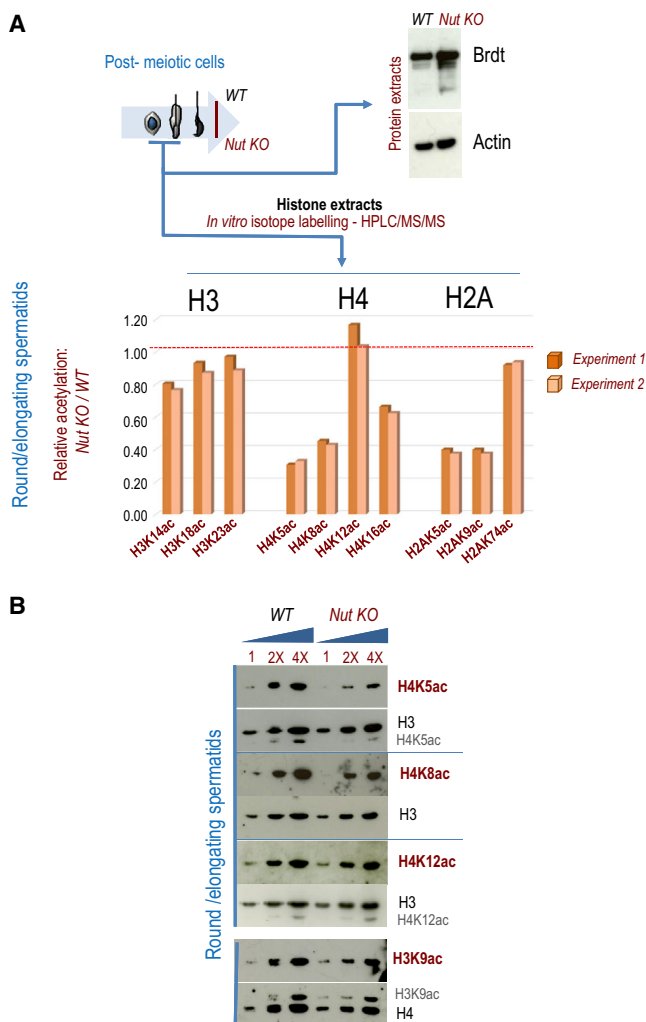 A
WT Nut KO
Post- meiotic cells
Brdt
WT
Nut KO
Protein extracts
Actin
Histone extracts
In vitro isotope labelling - HPLC/MS/MS
H3 H4 H2A
Round/elongating spermatids
Relative acetylation:
Nut KO / WT
1.20
1.00
0.80
0.60
0.40
0.20
0.00
Experiment 1
Experiment 2
H3K14ac H3K18ac H3K23ac H4K5ac H4K8ac H4K12ac H4K16ac H2AK5ac H2AK9ac H2AK74ac
B
WT Nut KO
1 2X 4X 1 2X 4X
Round /elongating spermatids
H4K5ac
H3
H4K5ac
H4K8ac
H3
H4K12ac
H3
H4K12ac
H3K9ac
H3K9ac
H4